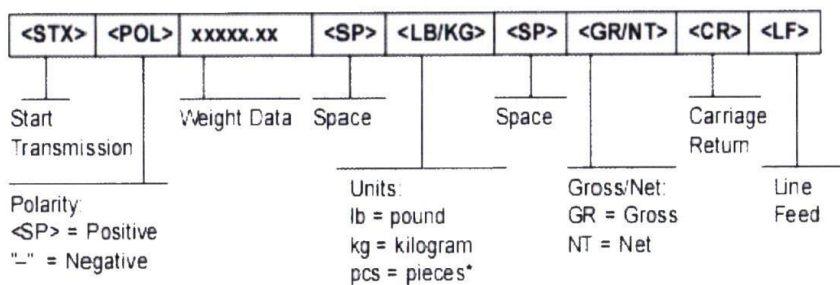 <STX> <POL> xxxxx.xx <SP> <LB/KG> <SP> <GR/NT> <CR> <LF>
Start
Transmission
Weight Data
Space
Space
Carriage
Return
Polarity:
<SP> = Positive
"–" = Negative
Units:
lb = pound
kg = kilogram
pcs = pieces*
Gross/Net:
GR = Gross
NT = Net
Line
Feed